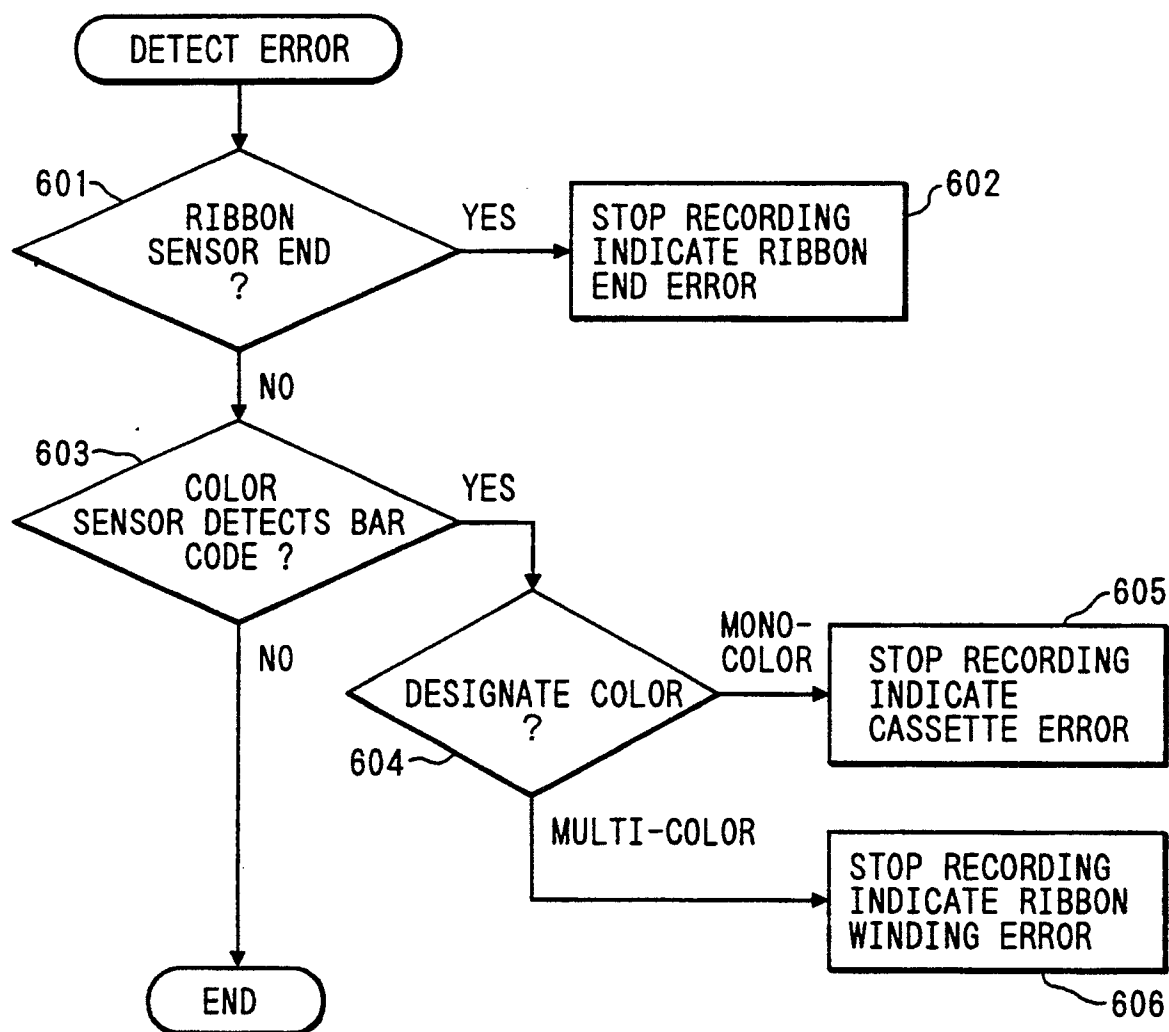 DETECT ERROR
601
RIBBON
SENSOR END
?
YES
602
STOP RECORDING
INDICATE RIBBON
END ERROR
NO
603
COLOR
SENSOR DETECTS BAR
CODE ?
YES
NO
604
DESIGNATE COLOR
?
MONO-
COLOR
605
STOP RECORDING
INDICATE
CASSETTE ERROR
MULTI-COLOR
STOP RECORDING
INDICATE RIBBON
WINDING ERROR
606
END